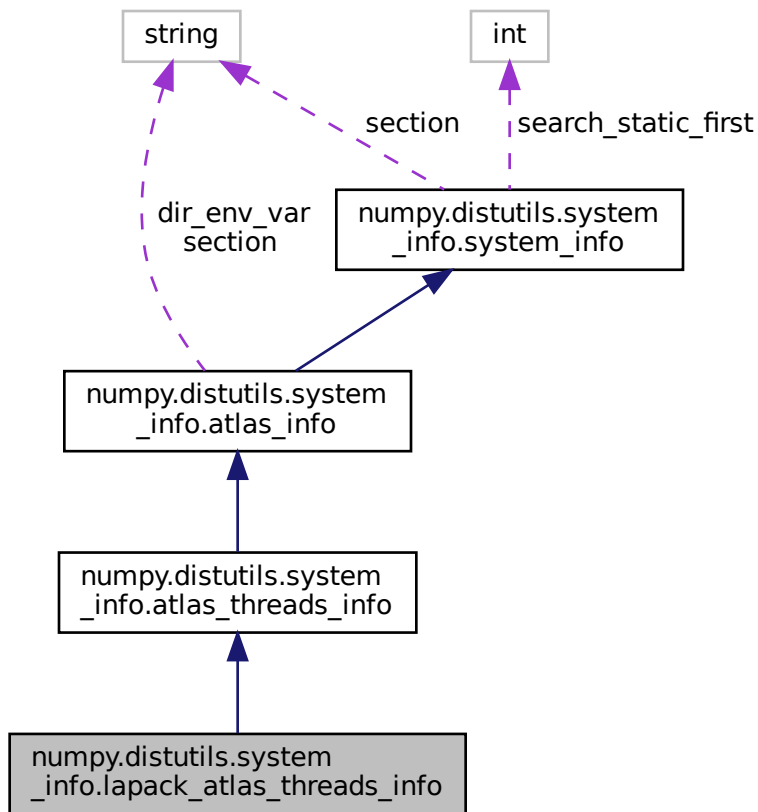 string
int
section
search_static_first
dir_env_var
section
numpy.distutils.system
_info.system_info
numpy.distutils.system
_info.atlas_info
numpy.distutils.system
_info.atlas_threads_info
numpy.distutils.system
_info.lapack_atlas_threads_info